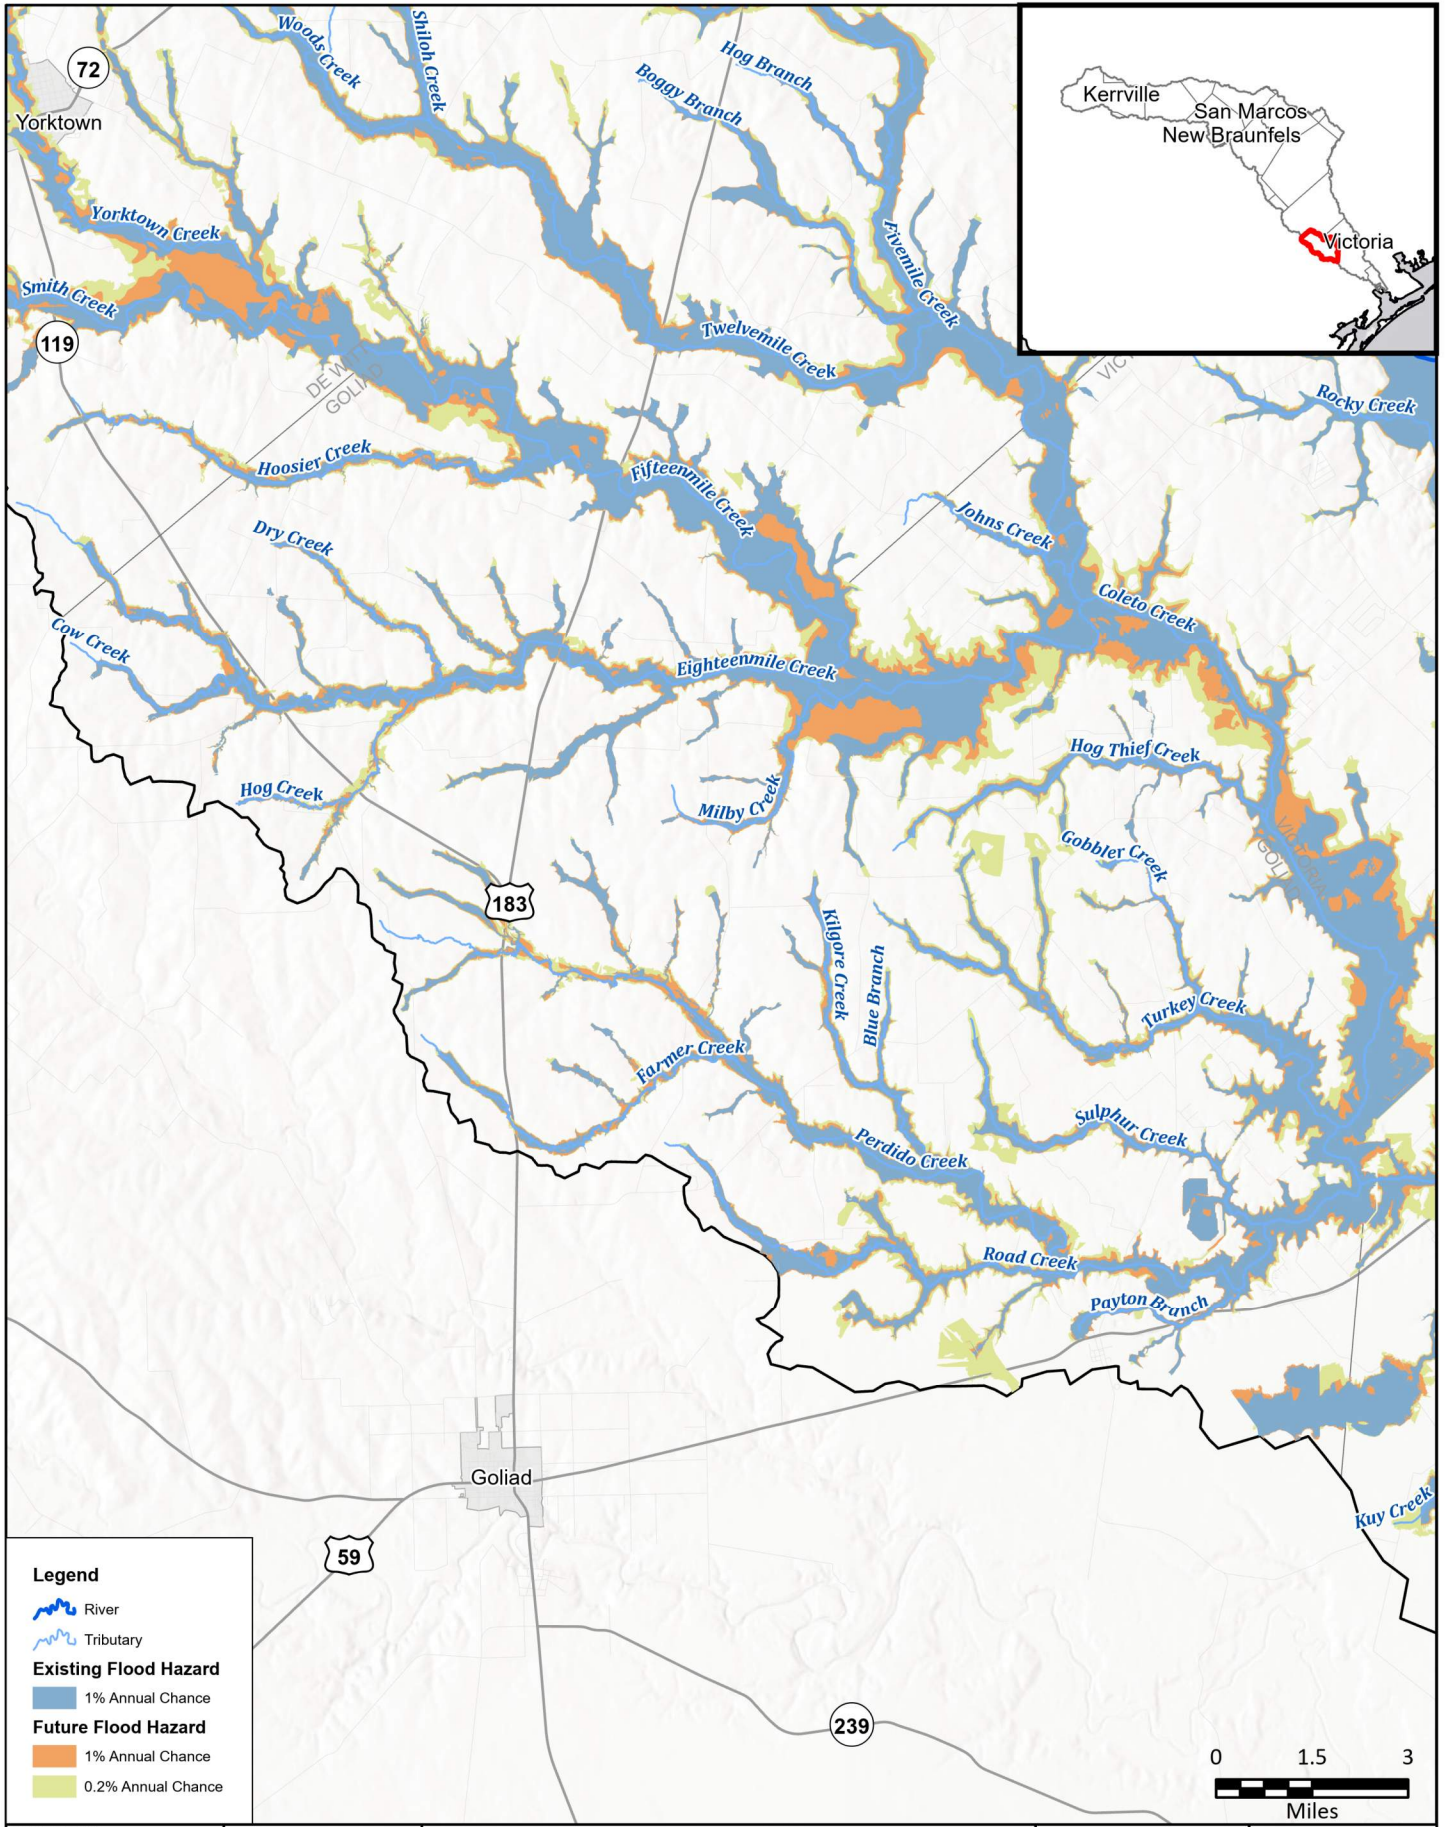 Woods Creek
Shiloh Creek
Hog Branch
Boggy Branch
72
Yorktown
Kerrville
San Marcos
New Braunfels
Victoria
Yorktown Creek
Fivemile Creek
Smith Creek
119
Twelvemile Creek
DE WITT
GOLIAD
VIC
Rocky Creek
Hoosier Creek
Fifteenmile Creek
Johns Creek
Dry Creek
Coleto Creek
Cow Creek
Eighteenmile Creek
Hog Thief Creek
Hog Creek
Milby Creek
VICTORIA
GOLIAD
Gobbler Creek
183
Kilgore Creek
Blue Branch
Turkey Creek
Farmer Creek
Sulphur Creek
Perdido Creek
Road Creek
Payton Branch
Goliad
Kuy Creek
59
239
Legend
River
Tributary
Existing Flood Hazard
1% Annual Chance
Future Flood Hazard
1% Annual Chance
0.2% Annual Chance
0 1.5 3
Miles